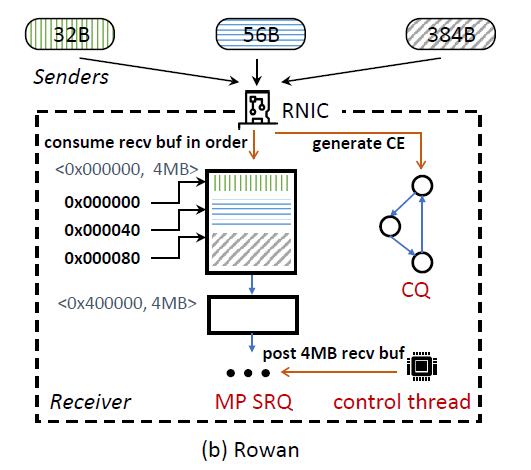 32B
56B
384B
Senders
RNIC
consume recv buf in order
generate CE
<0x000000, 4MB>
0x000000
0x000040
0x000080
CQ
<0x400000, 4MB>
post 4MB recv buf
Receiver
MP SRQ
control thread
(b) Rowan